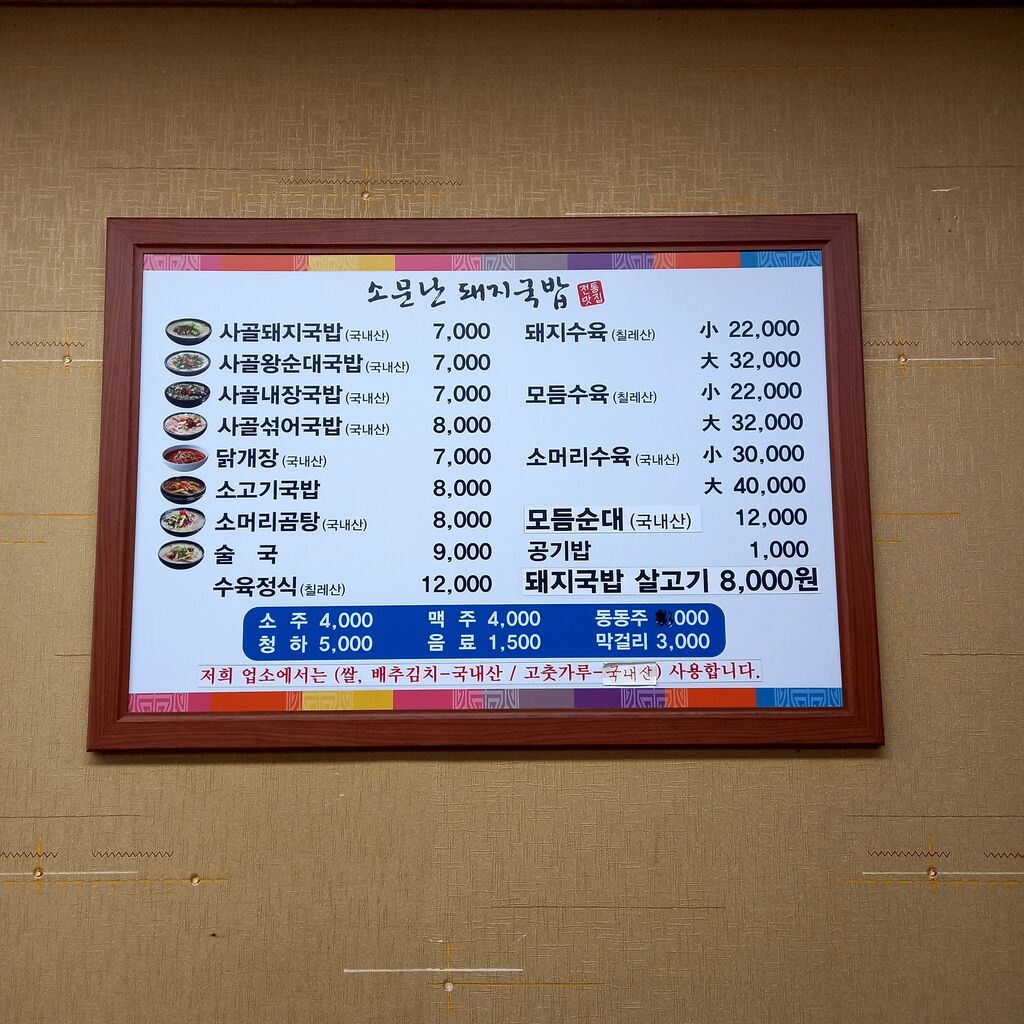 소문난 돼지국밥 전통맛집
사골돼지국밥(국내산) 7,000
사골왕순대국밥(국내산) 7,000
사골내장국밥(국내산) 7,000
사골섞어국밥(국내산) 8,000
닭개장(국내산) 7,000
소고기국밥 8,000
소머리곰탕(국내산) 8,000
술 국 9,000
수육정식(칠레산) 12,000
돼지수육(칠레산) 小 22,000
大 32,000
모듬수육(칠레산) 小 22,000
大 32,000
소머리수육(국내산) 小 30,000
大 40,000
모듬순대(국내산) 12,000
공기밥 1,000
돼지국밥 살고기 8,000원
소 주 4,000 맥 주 4,000 동동주 ,000
청 하 5,000 음 료 1,500 막걸리 3,000
저희 업소에서는 (쌀, 배추김치-국내산 / 고춧가루-국내산) 사용합니다.